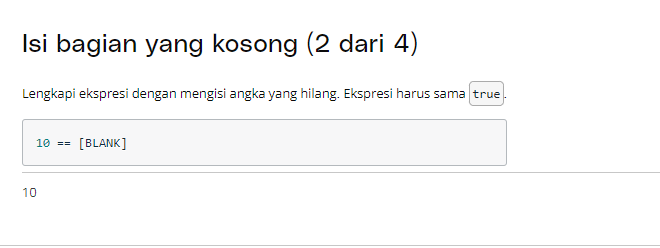 Isi bagian yang kosong (2 dari 4)
Lengkapi ekspresi dengan mengisi angka yang hilang. Ekspresi harus sama true.
10 == [BLANK]
10